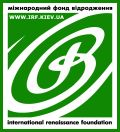 міжнародний фонд відродження
WWW.IRF.KIEV.UA
international renaissance foundation